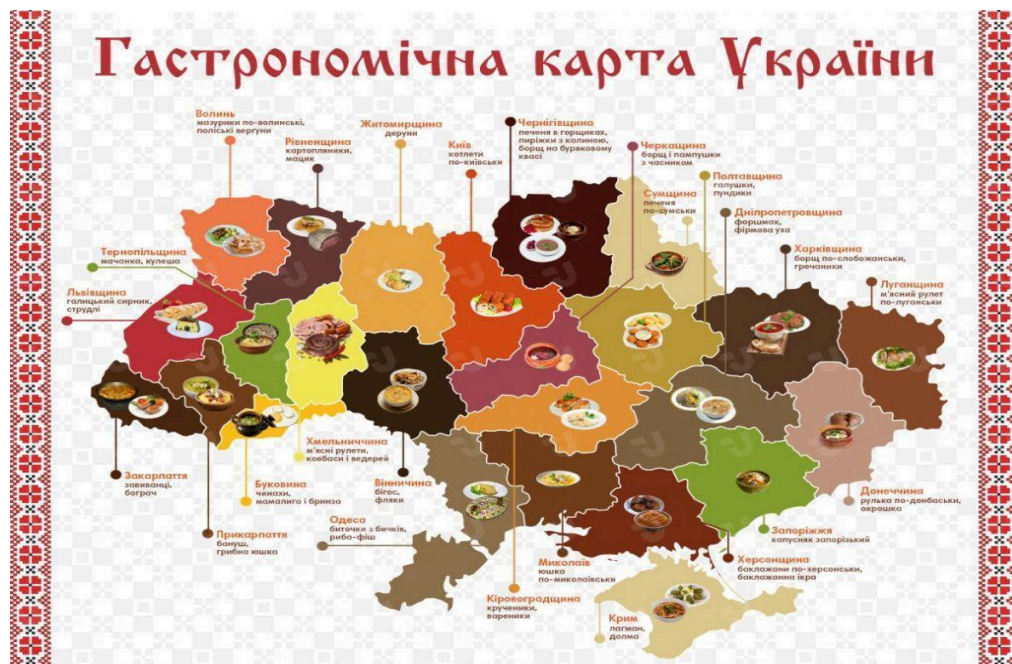 Гастрономічна карта України
Волинь
мазурики по-волинські,
поліські вергуни
Рівненщина
картопляники,
мацик
Житомирщина
деруни
Київ
котлети
по-київськи
Чернігівщина
печеня в горщиках,
пиріжки з калиною,
борщ на буряковому
квасі
Черкащина
борщ і пампушки
з часником
Сумщина
печеня
по-сумськи
Полтавщина
галушки,
пундики
Дніпропетровщина
форшмак,
фірмова уха
Харківщина
борщ по-слобожанськи,
гречаники
Луганщина
м'ясний рулет
по-луганськи
Тернопільщина
мачанка, кулеша
Львівщина
галицький сирник,
струдлі
Закарпаття
завиванці,
бограч
Прикарпаття
бануш,
грибна юшка
Буковина
чинахи,
мамалига і бринза
Хмельниччина
м'ясні рулети,
ковбаси і ведерей
Вінничина
бігос,
фляки
Одеса
биточки з бичків,
риба-фіш
Кіровоградщина
крученики,
вареники
Миколаїв
юшка
по-миколаївськи
Крим
лагман,
долма
Херсонщина
баклажани по-херсонськи,
баклажанна ікра
Запоріжжя
капусняк запорізький
Донеччина
рулька по-донбаськи,
окрошка